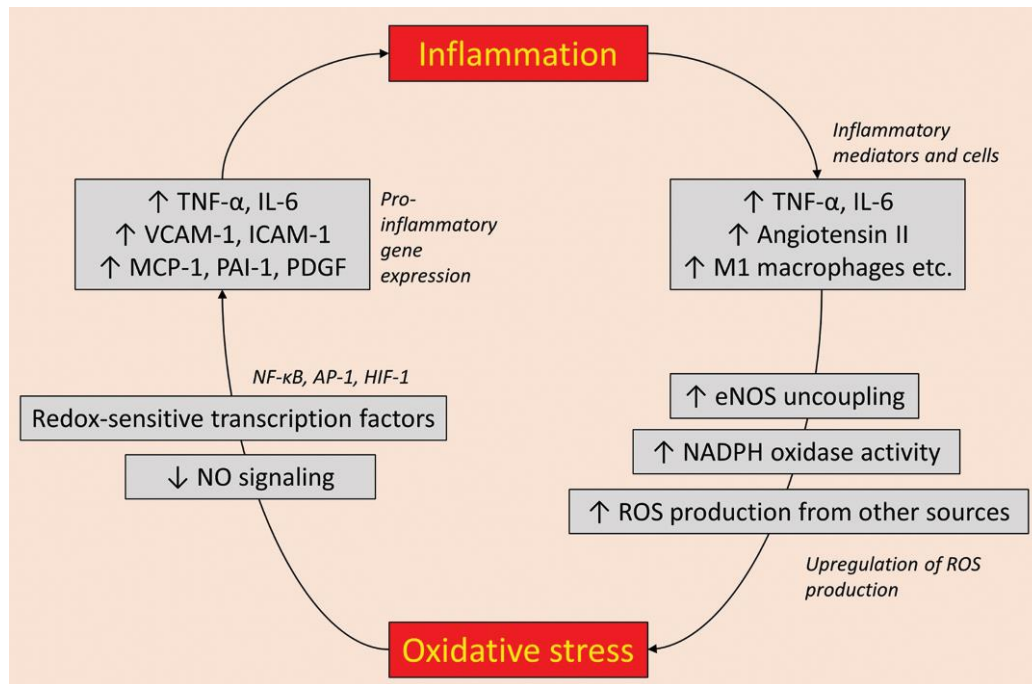 Inflammation
Inflammatory
mediators and cells
↑ TNF-α, IL-6
↑ VCAM-1, ICAM-1
↑ MCP-1, PAI-1, PDGF
Pro-
inflammatory
gene
expression
↑ TNF-α, IL-6
↑ Angiotensin II
↑ M1 macrophages etc.
NF-κB, AP-1, HIF-1
Redox-sensitive transcription factors
↓ NO signaling
↑ eNOS uncoupling
↑ NADPH oxidase activity
↑ ROS production from other sources
Upregulation of ROS
production
Oxidative stress